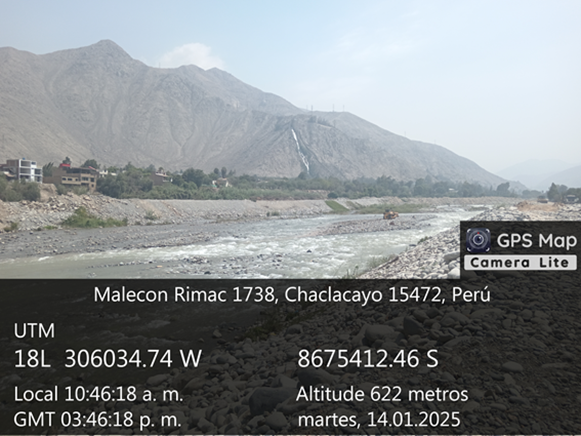 GPS Map
Camera Lite
Malecon Rimac 1738, Chaclacayo 15472, Perú
UTM
18L 306034.74 W 8675412.46 S
Local 10:46:18 a. m. Altitude 622 metros
GMT 03:46:18 p. m. martes, 14.01.2025